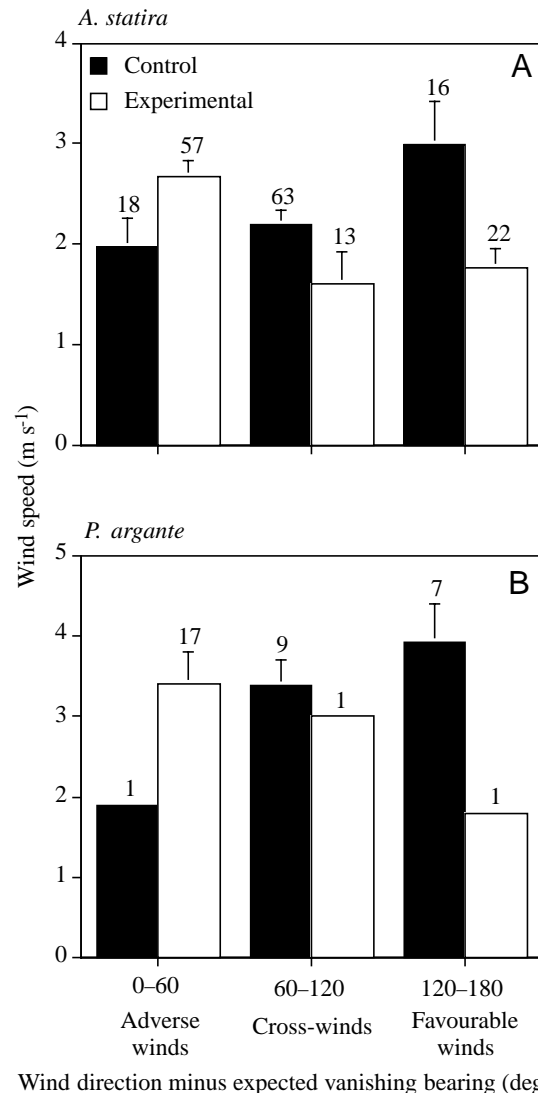 A. statira
4
A
Control
Experimental
16
57
3
18
63
22
13
2
1
0
Wind speed (m s-1)
P. argante
5
B
7
17
4
9
3
1
1
2
1
1
0
0–60
60–120
120–180
Adverse
winds
Cross-winds
Favourable
winds
Wind direction minus expected vanishing bearing (deg